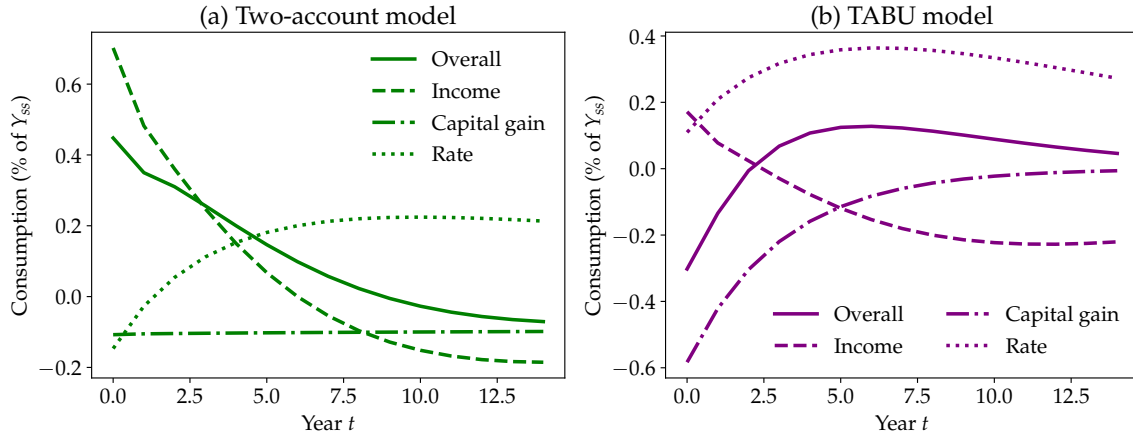 (a) Two-account model
Consumption (% of Y_ss)
0.6
0.4
0.2
0.0
−0.2
Overall
Income
Capital gain
Rate
0.0 2.5 5.0 7.5 10.0 12.5
Year t
(b) TABU model
Consumption (% of Y_ss)
0.4
0.2
0.0
−0.2
−0.4
−0.6
Overall Capital gain
Income Rate
0.0 2.5 5.0 7.5 10.0 12.5
Year t